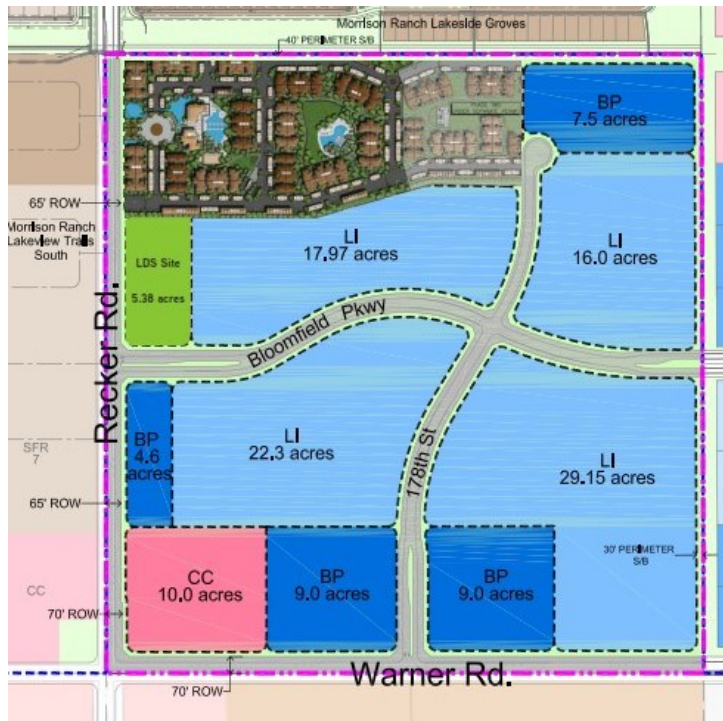 Morrison Ranch Lakeside Groves
40' PERIMETER S/B
BP
7.5 acres
65' ROW
Morrison Ranch
Lakeview Trails
South
LDS Site
5.38 acres
LI
17.97 acres
LI
16.0 acres
Recker Rd.
Bloomfield Pkwy
178th St
BP
4.6
acres
LI
22.3 acres
LI
29.15 acres
SFR
7
65' ROW
30' PERIMETER
S/B
CC
CC
10.0 acres
BP
9.0 acres
BP
9.0 acres
70' ROW
Warner Rd.
70' ROW